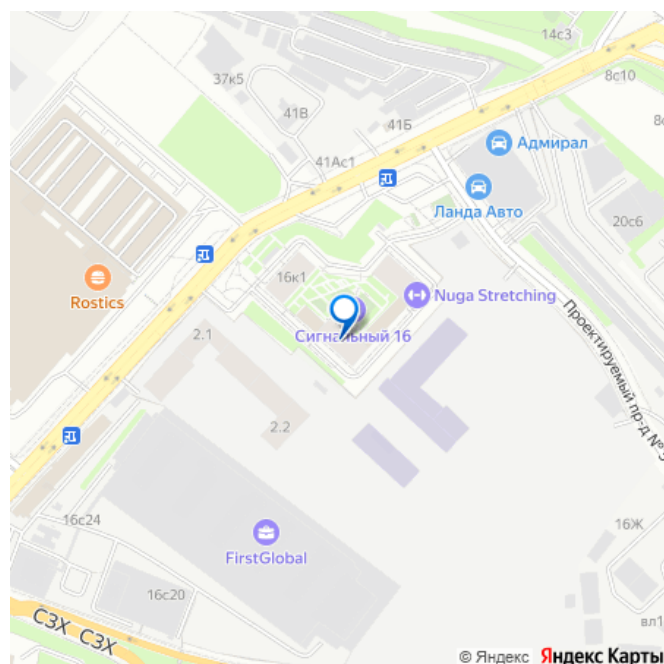 14с3
8с10
37к5
41В
41Б
Адмирал
41Ас1
Ланда Авто
20с6
16к1
Rostics
Nuga Stretching
Сигнальный 16
2.1
Проектируемый пр-д №
2.2
16с24
16Ж
FirstGlobal
16с20
СЗХ СЗХ
вл1
© Яндекс Яндекс Карты